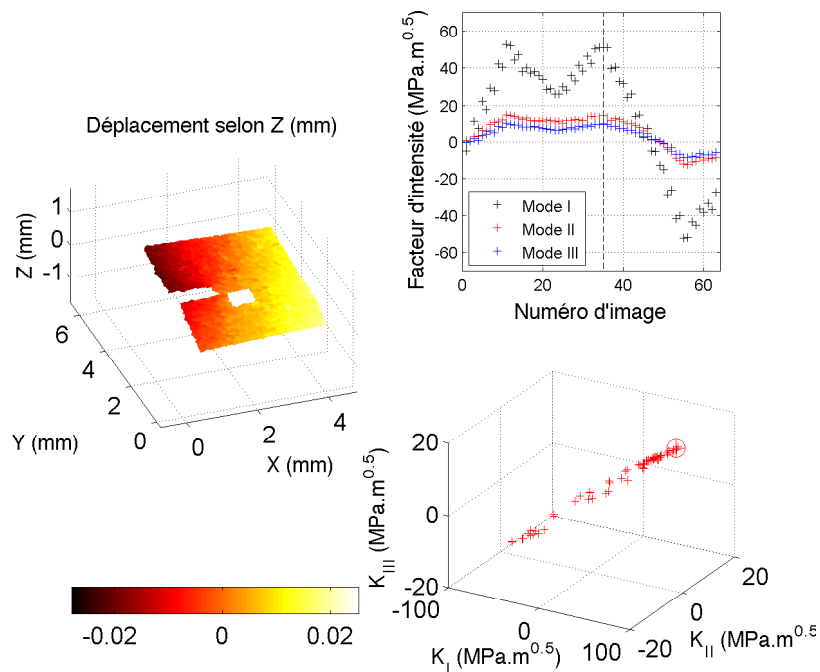 Déplacement selon Z (mm)
Z (mm)
1
0
-1
6
4
2
0
Y (mm)
0
2
4
X (mm)
-0.02
0
0.02
Facteur d'intensité (MPa.m^0.5)
60
40
20
0
-20
-40
-60
Mode I
Mode II
Mode III
0
20
40
60
Numéro d'image
K_III (MPa.m^0.5)
20
0
-20
-100
0
100
K_I (MPa.m^0.5)
-20
0
20
K_II (MPa.m^0.5)